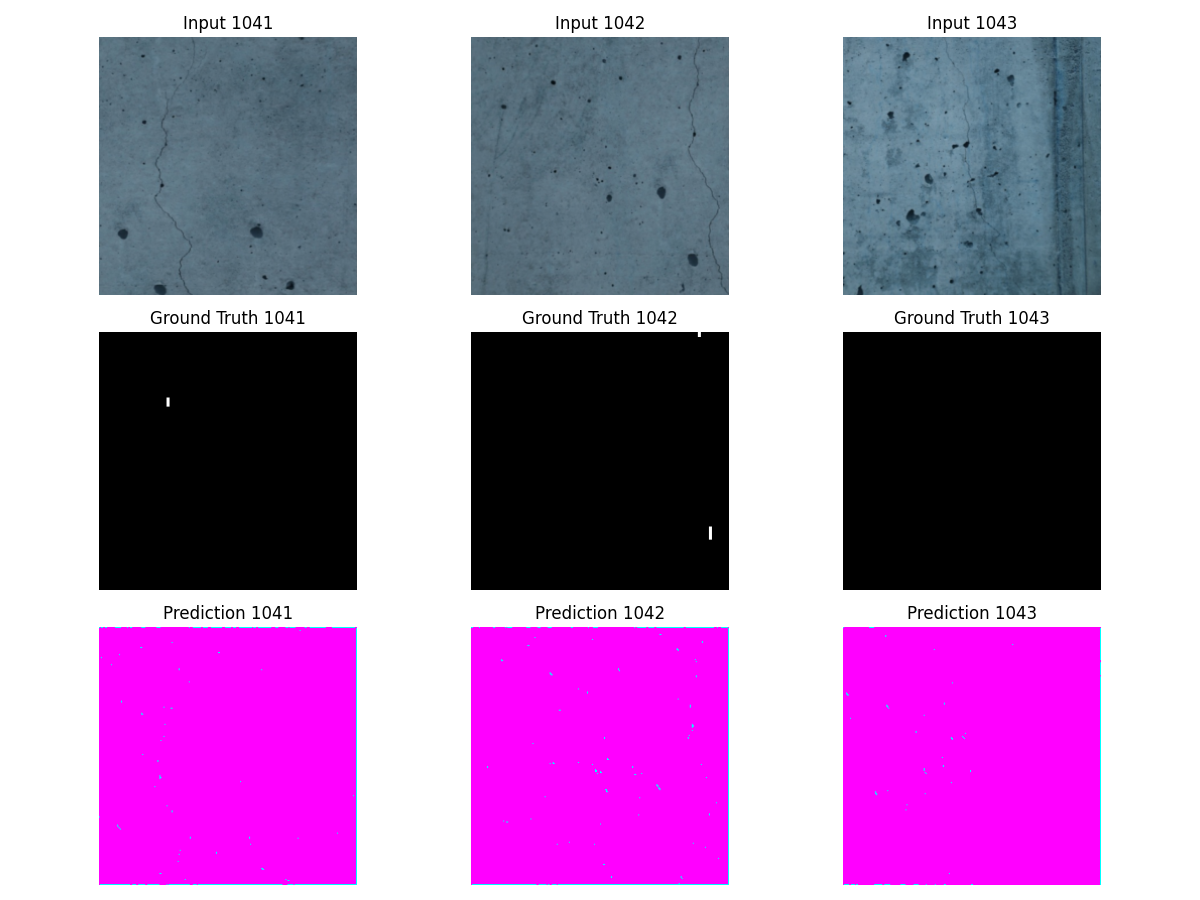 Input 1041
Input 1042
Input 1043
Ground Truth 1041
Ground Truth 1042
Ground Truth 1043
Prediction 1041
Prediction 1042
Prediction 1043